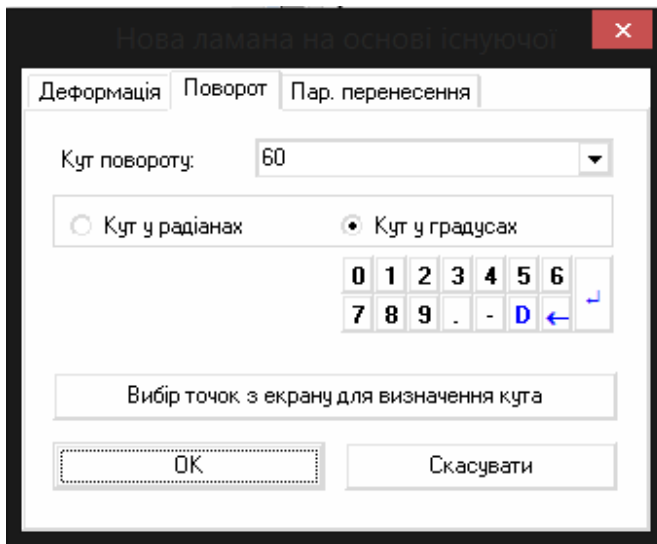 Нова ламана на основі існуючої
Деформація Поворот Пар. перенесення
Кут повороту: 60
Кут у радіанах Кут у градусах
0 1 2 3 4 5 6
7 8 9 . - D ←
Вибір точок з екрану для визначення кута
OK Скасувати